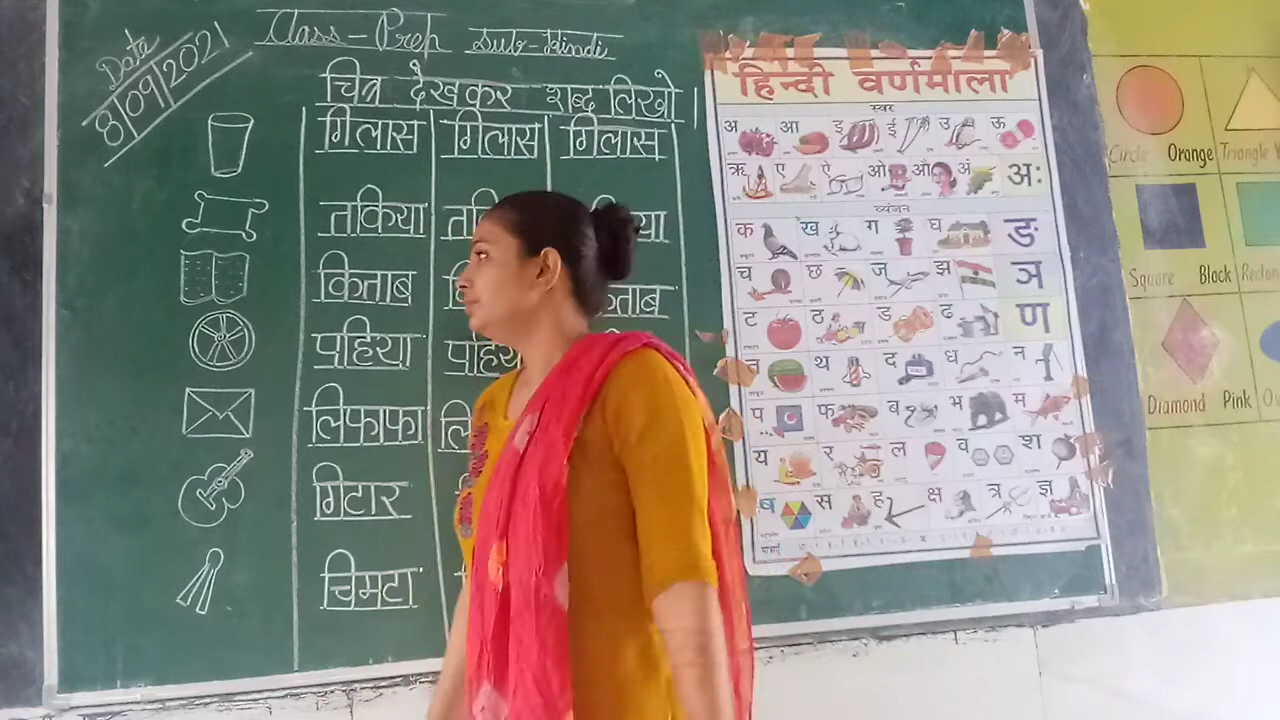 Date
8/09/2021
Class-Prep Sub-Hindi
चित्र देखकर शब्द लिखो।
गिलास गिलास गिलास
तकिया
किताब
पहिया
लिफाफा
गिटार
चिमटा
हिन्दी वर्णमाला
स्वर
अ आ इ ई उ ऊ
ऋ ए ऐ ओ औ अं अः
व्यंजन
क ख ग घ ङ
च छ ज झ ञ
ट ठ ड ढ ण
त थ द ध न
प फ ब भ म
य र ल व श
ष स ह क्ष त्र ज्ञ
मात्राएँ
Circle Orange Triangle
Square Black
Diamond Pink